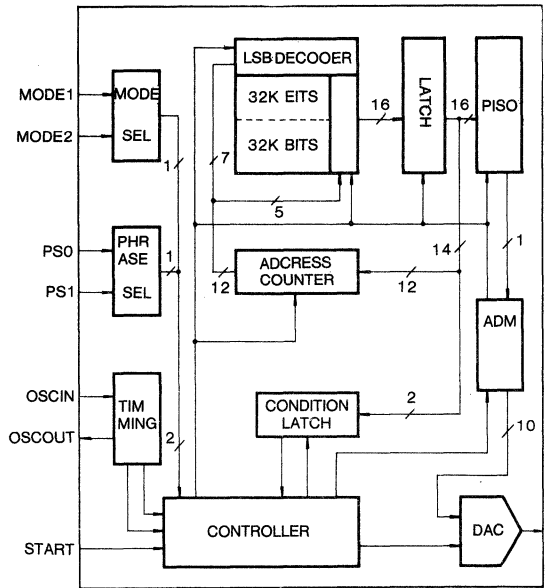 LSB DECOOER
MODE1
MODE
32K EITS
16
LATCH
16
PISO
MODE2
SEL
32K BITS
1
7
5
PHR
ASE
PS0
1
14
1
PS1
SEL
12
ADCRESS
COUNTER
12
ADM
OSCIN
TIM
MING
CONDITION
LATCH
2
OSCOUT
2
10
CONTROLLER
DAC
START